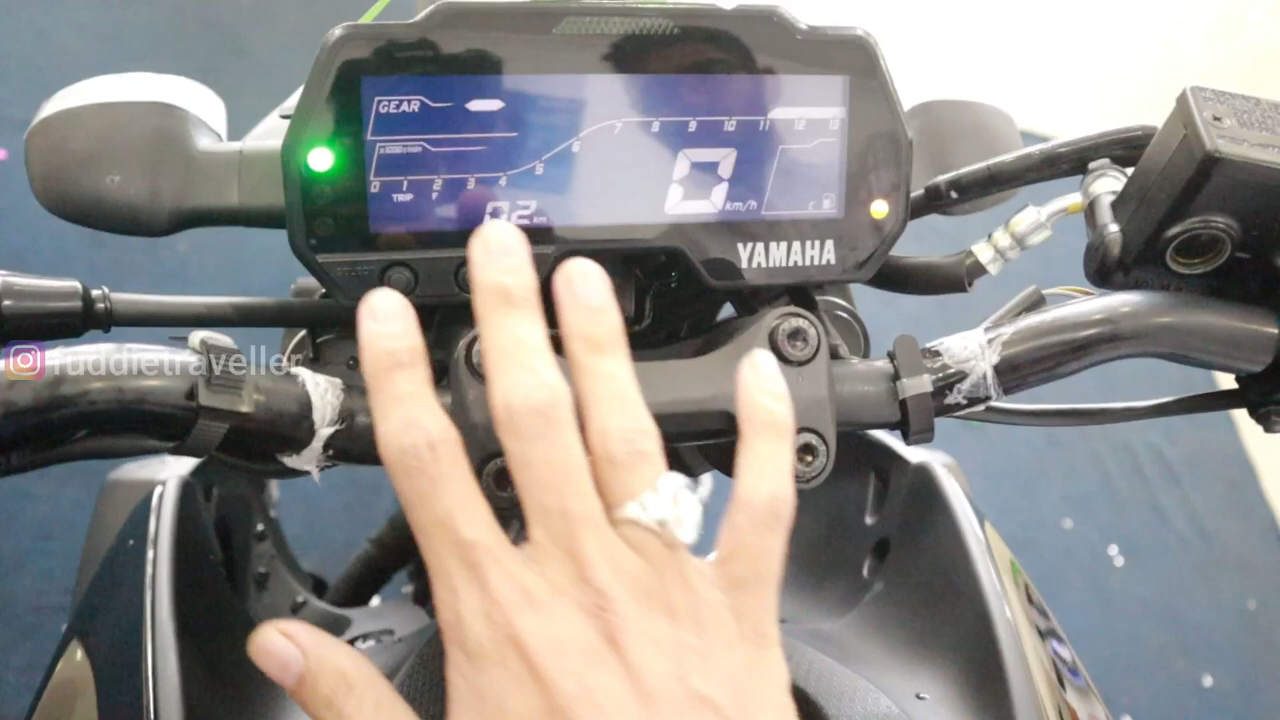 GEAR
x1000r/min
0 1 2 3 4 5 6 7 8 9 10 11 12 13
TRIP F
02 km
0 km/h
YAMAHA
fuddietraveller